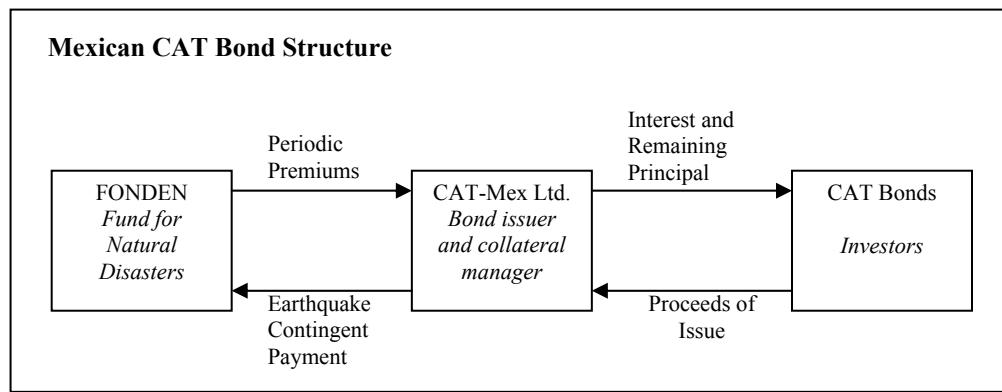 Mexican CAT Bond Structure
Periodic
Premiums
Interest and
Remaining
Principal
FONDEN
Fund for
Natural
Disasters
CAT-Mex Ltd.
Bond issuer
and collateral
manager
CAT Bonds
Investors
Earthquake
Contingent
Payment
Proceeds of
Issue